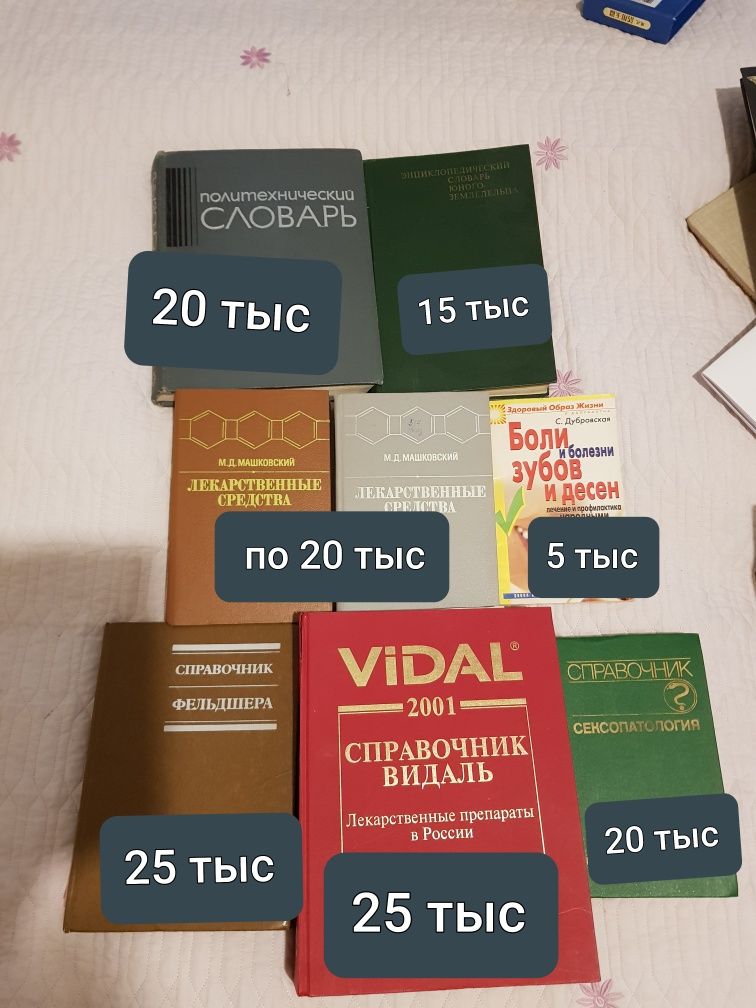 политехнический
СЛОВАРЬ
20 тыс
ЭНЦИКЛОПЕДИЧЕСКИЙ
СЛОВАРЬ
ЮНОГО
ЗЕМЛЕДЕЛЬЦА
15 тыс
М.Д. МАШКОВСКИЙ
ЛЕКАРСТВЕННЫЕ
СРЕДСТВА
М.Д. МАШКОВСКИЙ
ЛЕКАРСТВЕННЫЕ
СРЕДСТВА
по 20 тыс
Здоровый Образ Жизни
С. Дубровская
Боли
и болезни
зубов
и десен
лечение и профилактика
народными
5 тыс
СПРАВОЧНИК
ФЕЛЬДШЕРА
25 тыс
ViDAL®
2001
СПРАВОЧНИК
ВИДАЛЬ
Лекарственные препараты
в России
25 тыс
СПРАВОЧНИК
СЕКСОПАТОЛОГИЯ
20 тыс